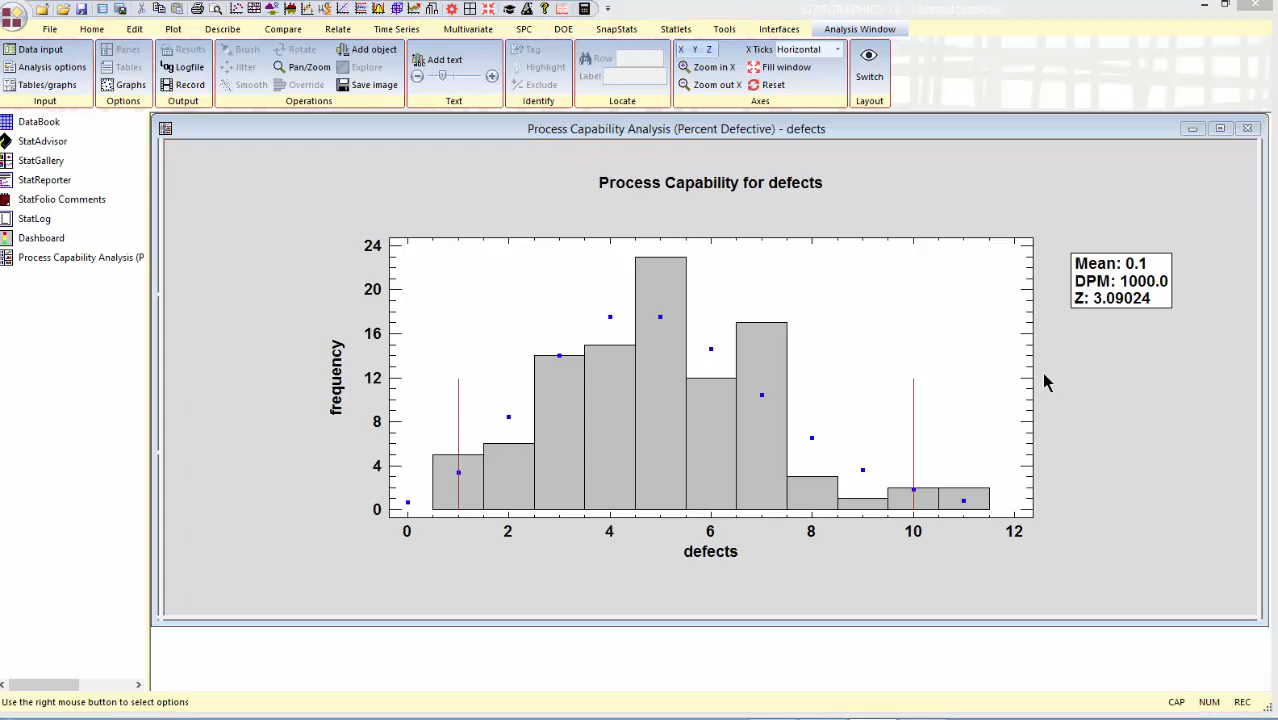 File Home Edit Plot Describe Compare Relate Time Series Multivariate SPC DOE SnapStats Statlets Tools Interfaces Analysis Window
Data input
Analysis options
Tables/graphs
Input
Panes
Tables
Graphs
Options
Results
Logfile
Record
Output
Brush Rotate Add object
Jitter Pan/Zoom Explore
Smooth Override Save image
Operations
Add text
Text
Tag
Highlight
Exclude
Identify
Row
Label
Locate
X Y Z X Ticks Horizontal
Zoom in X Fill window
Zoom out X Reset
Axes
Switch
Layout
DataBook
StatAdvisor
StatGallery
StatReporter
StatFolio Comments
StatLog
Dashboard
Process Capability Analysis (P
Process Capability Analysis (Percent Defective) - defects
Process Capability for defects
24
20
16
12
8
4
0
frequency
0 2 4 6 8 10 12
defects
Mean: 0.1
DPM: 1000.0
Z: 3.09024
Use the right mouse button to select options
CAP NUM REC